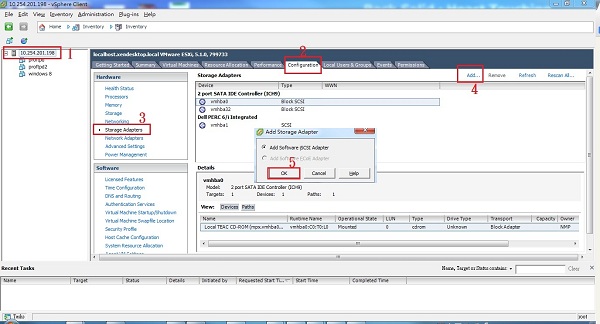 10.254.201.198 - vSphere Client
File Edit View Inventory Administration Plug-ins Help
Home Inventory Inventory
10.254.201.198
1
proftpd2
windows 8
localhost.xendesktop.local VMware ESXi, 5.1.0, 799733
2
Getting Started Summary Virtual Machines Resource Allocation Performance Configuration Local Users & Groups Events Permissions
Hardware
Health Status
Processors
Memory
Storage
Networking
3
Storage Adapters
Network Adapters
Advanced Settings
Power Management
Software
Licensed Features
Time Configuration
DNS and Routing
Authentication Services
Virtual Machine Startup/Shutdown
Virtual Machine Swapfile Location
Security Profile
Host Cache Configuration
System Resource Allocation
Storage Adapters
Add... Remove Refresh Rescan All...
4
Device Type WWN
2 port SATA IDE Controller (ICH9)
vmhba0 Block SCSI
vmhba32 Block SCSI
Dell PERC 6/i Integrated
vmhba1 SCSI
Add Storage Adapter
Add Software iSCSI Adapter
Add Software FCoE Adapter
5
OK Cancel Help
Details
vmhba0
Model: 2 port SATA IDE Controller (ICH9)
Targets: 1 Devices: 1 Paths: 1
View: Devices Paths
Name Runtime Name Operational State LUN Type Drive Type Transport Capacity Owner
Local TEAC CD-ROM (mpx.vmhba0... vmhba0:C0:T0:L0 Mounted 0 cdrom Unknown Block Adapter NMP
Recent Tasks
Name, Target or Status contains: Clear
Name Target Status Details Initiated by Requested Start Ti... Start Time Completed Time
Tasks
root